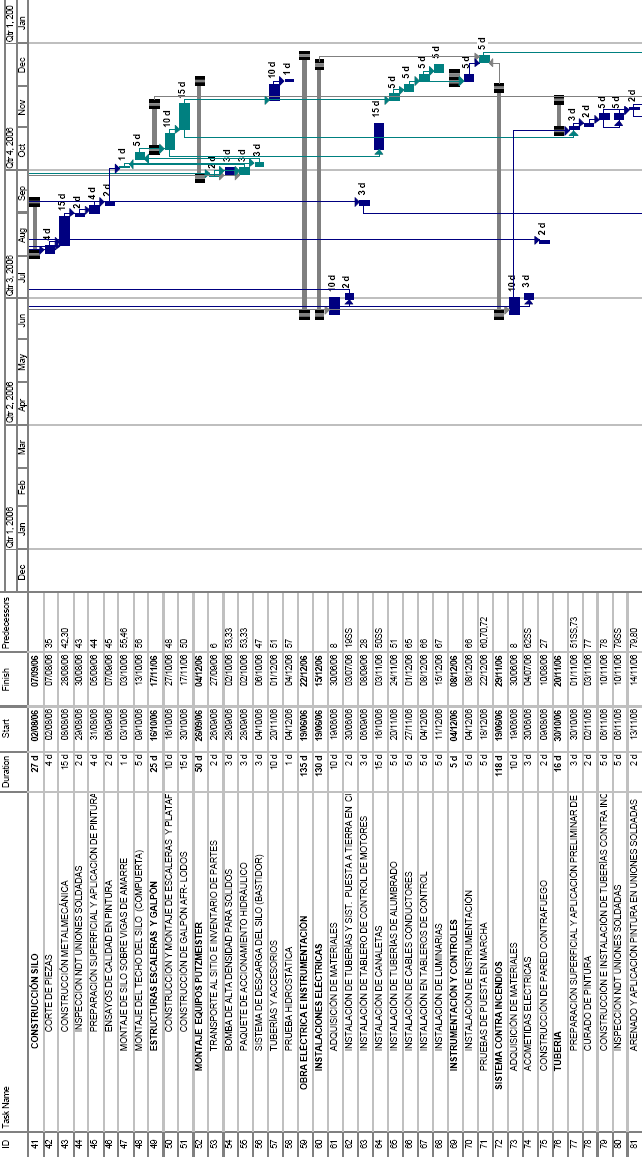 ID Task Name Duration Start Finish Predecessors
Qtr 1, 2006 Qtr 2, 2006 Qtr 3, 2006 Qtr 4, 2006 Qtr 1, 200
Dec Jan Feb Mar Apr May Jun Jul Aug Sep Oct Nov Dec Jan
41 CONSTRUCCIÓN SILO 27 d 02/08/06 07/09/06
42 CORTE DE PIEZAS 4 d 02/08/06 07/08/06 35
43 CONSTRUCCIÓN METALMECÁNICA 15 d 08/08/06 28/08/06 42,30
44 INSPECCIÓN NDT UNIONES SOLDADAS 2 d 29/08/06 30/08/06 43
45 PREPARACIÓN SUPERFICIAL Y APLICACIÓN DE PINTURA 4 d 31/08/06 05/09/06 44
46 ENSAYOS DE CALIDAD EN PINTURA 2 d 06/09/06 07/09/06 45
47 MONTAJE DE SILO SOBRE VIGAS DE AMARRE 1 d 03/10/06 03/10/06 55,46
48 MONTAJE DEL TECHO DEL SILO (COMPUERTA) 5 d 09/10/06 13/10/06 56
49 ESTRUCTURAS ESCALERAS Y GALPÓN 25 d 16/10/06 17/11/06
50 CONSTRUCCIÓN Y MONTAJE DE ESCALERAS Y PLATAF 10 d 16/10/06 27/10/06 48
51 CONSTRUCCIÓN DE GALPÓN AFR- LODOS 15 d 30/10/06 17/11/06 50
52 MONTAJE EQUIPOS PUTZMEISTER 50 d 26/09/06 04/12/06
53 TRANSPORTE AL SITIO E INVENTARIO DE PARTES 2 d 26/09/06 27/09/06 6
54 BOMBA DE ALTA DENSIDAD PARA SOLIDOS 3 d 28/09/06 02/10/06 53,33
55 PAQUETE DE ACCIONAMIENTO HIDRÁULICO 3 d 28/09/06 02/10/06 53,33
56 SISTEMA DE DESCARGA DEL SILO (BASTIDOR) 3 d 04/10/06 06/10/06 47
57 TUBERÍAS Y ACCESORIOS 10 d 20/11/06 01/12/06 51
58 PRUEBA HIDROSTÁTICA 1 d 04/12/06 04/12/06 57
59 OBRA ELÉCTRICA E INSTRUMENTACIÓN 135 d 19/06/06 22/12/06
60 INSTALACIONES ELÉCTRICAS 130 d 19/06/06 15/12/06
61 ADQUISICIÓN DE MATERIALES 10 d 19/06/06 30/06/06 8
62 INSTALACIÓN DE TUBERÍAS Y SIST. PUESTA A TIERRA EN CI 2 d 30/06/06 03/07/06 19SS
63 INSTALACIÓN DE TABLERO DE CONTROL DE MOTORES 3 d 06/09/06 08/09/06 28
64 INSTALACIÓN DE CANALETAS 15 d 16/10/06 03/11/06 50SS
65 INSTALACIÓN DE TUBERÍAS DE ALUMBRADO 5 d 20/11/06 24/11/06 51
66 INSTALACIÓN DE CABLES CONDUCTORES 5 d 27/11/06 01/12/06 65
67 INSTALACIÓN EN TABLEROS DE CONTROL 5 d 04/12/06 08/12/06 66
68 INSTALACIÓN DE LUMINARIAS 5 d 11/12/06 15/12/06 67
69 INSTRUMENTACIÓN Y CONTROLES 5 d 04/12/06 08/12/06
70 INSTALACIÓN DE INSTRUMENTACIÓN 5 d 04/12/06 08/12/06 66
71 PRUEBAS DE PUESTA EN MARCHA 5 d 18/12/06 22/12/06 60,70,72
72 SISTEMA CONTRA INCENDIOS 118 d 19/06/06 29/11/06
73 ADQUISICIÓN DE MATERIALES 10 d 19/06/06 30/06/06 8
74 ACOMETIDAS ELÉCTRICAS 3 d 30/06/06 04/07/06 62SS
75 CONSTRUCCIÓN DE PARED CONTRAFUEGO 2 d 09/08/06 10/08/06 27
76 TUBERÍA 16 d 30/10/06 20/11/06
77 PREPARACIÓN SUPERFICIAL Y APLICACIÓN PRELIMINAR DE 3 d 30/10/06 01/11/06 51SS,73
78 CURADO DE PINTURA 2 d 02/11/06 03/11/06 77
79 CONSTRUCCIÓN E INSTALACIÓN DE TUBERÍAS CONTRA INC 5 d 06/11/06 10/11/06 78
80 INSPECCIÓN NDT UNIONES SOLDADAS 5 d 06/11/06 10/11/06 79SS
81 ARENADO Y APLICACIÓN PINTURA EN UNIONES SOLDADAS 2 d 13/11/06 14/11/06 79,80